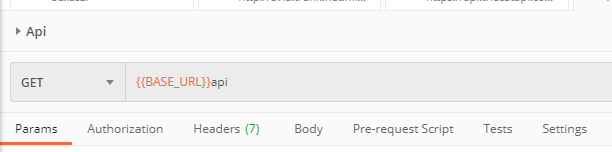 Api
GET {{BASE_URL}}api
Params Authorization Headers (7) Body Pre-request Script Tests Settings